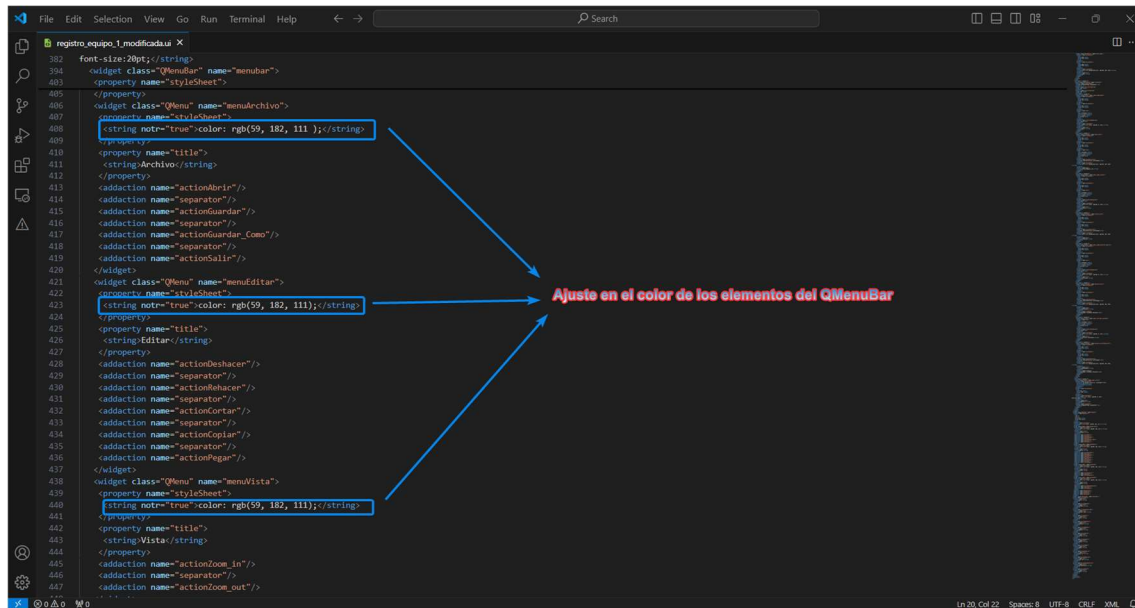 File Edit Selection View Go Run Terminal Help
Search
registro_equipo_1_modificada.ui
382 font-size:20pt;</string>
394 <widget class="QMenuBar" name="menubar">
403 <property name="styleSheet">
405 </property>
406 <widget class="QMenu" name="menuArchivo">
407 <property name="styleSheet">
408 <string notr="true">color: rgb(59, 182, 111 );</string>
409 </property>
410 <property name="title">
411 <string>Archivo</string>
412 </property>
413 <addaction name="actionAbrir"/>
414 <addaction name="separator"/>
415 <addaction name="actionGuardar"/>
416 <addaction name="separator"/>
417 <addaction name="actionGuardar_Como"/>
418 <addaction name="separator"/>
419 <addaction name="actionSalir"/>
420 </widget>
421 <widget class="QMenu" name="menuEditar">
422 <property name="styleSheet">
423 <string notr="true">color: rgb(59, 182, 111);</string>
424 </property>
425 <property name="title">
426 <string>Editar</string>
427 </property>
428 <addaction name="actionDeshacer"/>
429 <addaction name="separator"/>
430 <addaction name="actionRehacer"/>
431 <addaction name="separator"/>
432 <addaction name="actionCortar"/>
433 <addaction name="separator"/>
434 <addaction name="actionCopiar"/>
435 <addaction name="separator"/>
436 <addaction name="actionPegar"/>
437 </widget>
438 <widget class="QMenu" name="menuVista">
439 <property name="styleSheet">
440 <string notr="true">color: rgb(59, 182, 111);</string>
441 </property>
442 <property name="title">
443 <string>Vista</string>
444 </property>
445 <addaction name="actionZoom_in"/>
446 <addaction name="separator"/>
447 <addaction name="actionZoom_out"/>
Ajuste en el color de los elementos del QMenuBar
0 0 0 Ln 20, Col 22 Spaces: 8 UTF-8 CRLF XML